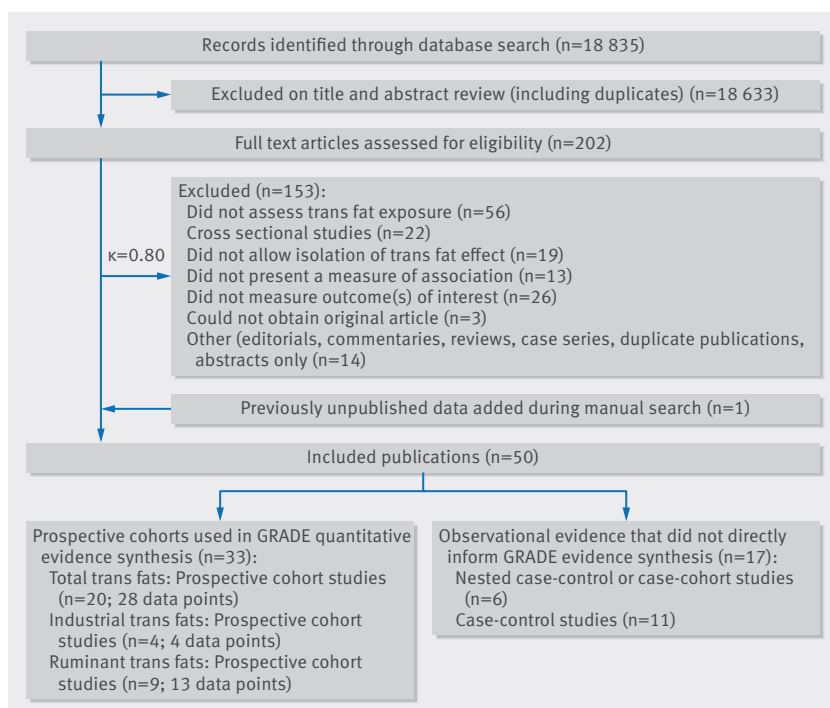 Records identified through database search (n=18 835)
Excluded on title and abstract review (including duplicates) (n=18 633)
Full text articles assessed for eligibility (n=202)
Excluded (n=153):
Did not assess trans fat exposure (n=56)
Cross sectional studies (n=22)
Did not allow isolation of trans fat effect (n=19)
Did not present a measure of association (n=13)
Did not measure outcome(s) of interest (n=26)
Could not obtain original article (n=3)
Other (editorials, commentaries, reviews, case series, duplicate publications,
abstracts only (n=14)
κ=0.80
Previously unpublished data added during manual search (n=1)
Included publications (n=50)
Prospective cohorts used in GRADE quantitative
evidence synthesis (n=33):
Total trans fats: Prospective cohort studies
(n=20; 28 data points)
Industrial trans fats: Prospective cohort
studies (n=4; 4 data points)
Ruminant trans fats: Prospective cohort
studies (n=9; 13 data points)
Observational evidence that did not directly
inform GRADE evidence synthesis (n=17):
Nested case-control or case-cohort studies
(n=6)
Case-control studies (n=11)